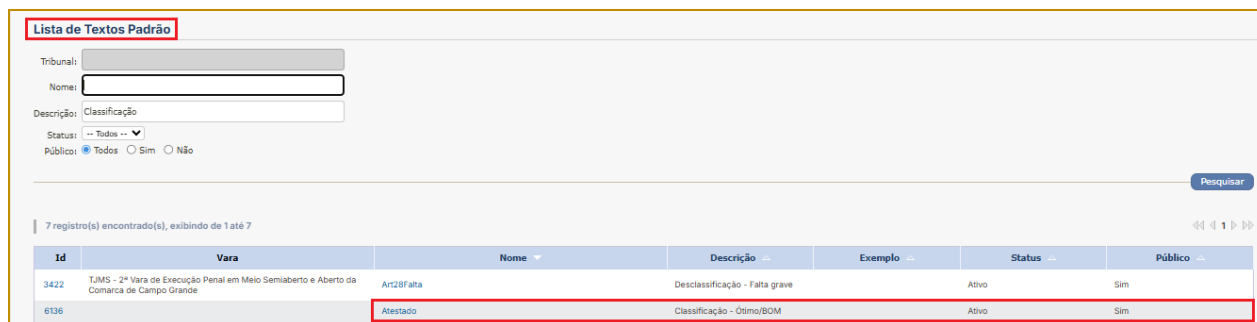 Lista de Textos Padrão
Tribunal:
Nome:
Descrição: Classificação
Status: -- Todos --
Público: Todos Sim Não
Pesquisar
7 registro(s) encontrado(s), exibindo de 1 até 7 1
Id Vara Nome Descrição Exemplo Status Público
3422 TJMS - 2ª Vara de Execução Penal em Meio Semiaberto e Aberto da Comarca de Campo Grande Art28Falta Desclassificação - Falta grave Ativo Sim
6136 Atestado Classificação - Ótimo/BOM Ativo Sim